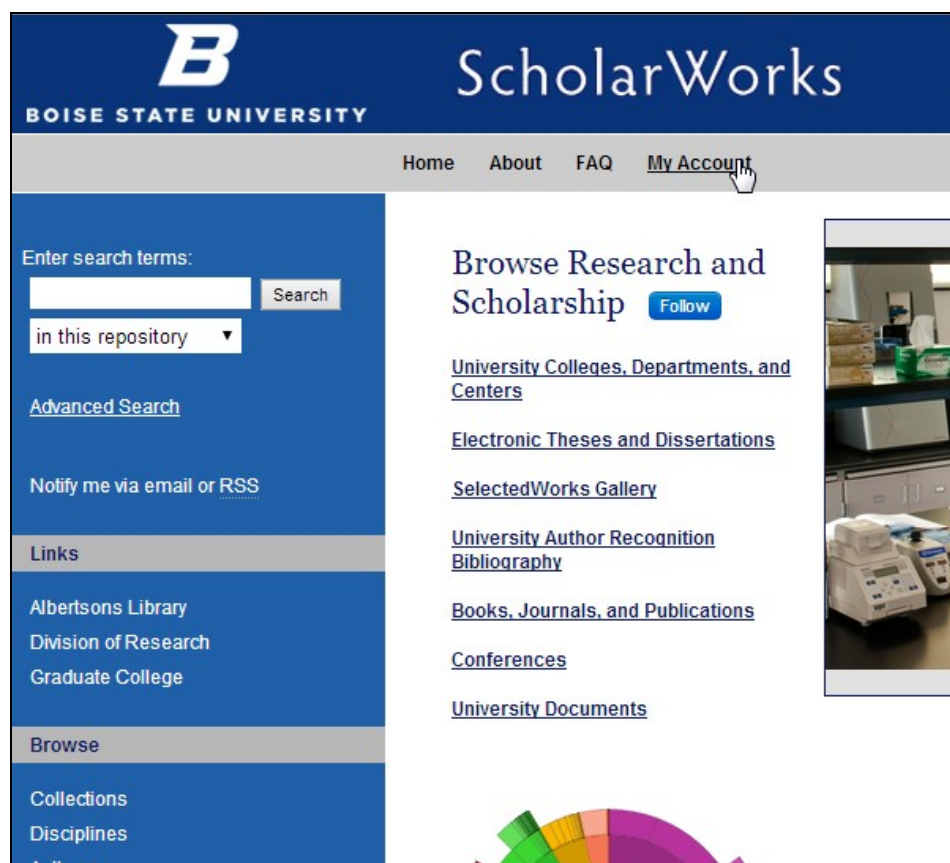 B
BOISE STATE UNIVERSITY
ScholarWorks
Home About FAQ My Account
Enter search terms:
Search
in this repository
Advanced Search
Notify me via email or RSS
Links
Albertsons Library
Division of Research
Graduate College
Browse
Collections
Disciplines
Browse Research and
Scholarship Follow
University Colleges, Departments, and
Centers
Electronic Theses and Dissertations
SelectedWorks Gallery
University Author Recognition
Bibliography
Books, Journals, and Publications
Conferences
University Documents